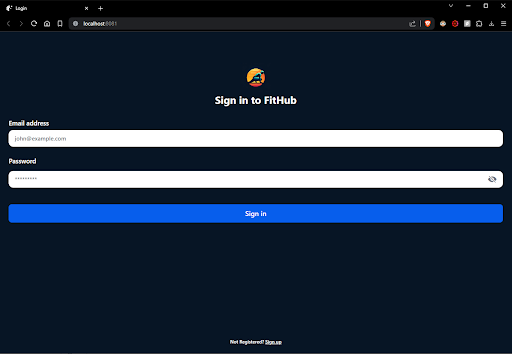 Login
localhost:8081
Sign in to FitHub
Email address
john@example.com
Password
*********
Sign in
Not Registered? Sign up